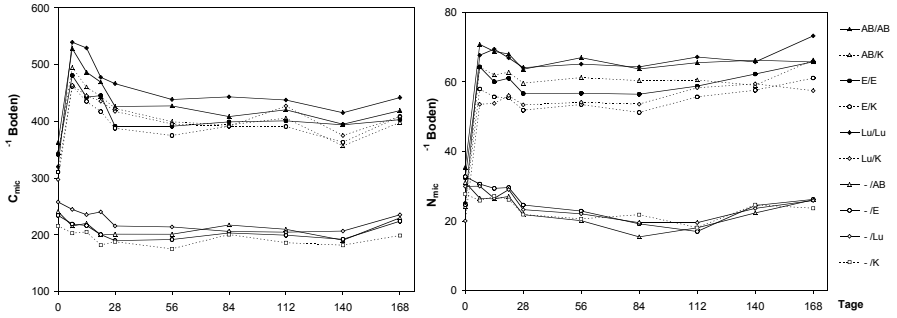 600
500
400
300
200
100
C mic -1 Boden)
0 28 56 84 112 140 168
80
60
40
20
0
N mic -1 Boden)
0 28 56 84 112 140 168
Tage
AB/AB
AB/K
E/E
E/K
Lu/Lu
Lu/K
- /AB
- /E
- /Lu
- /K